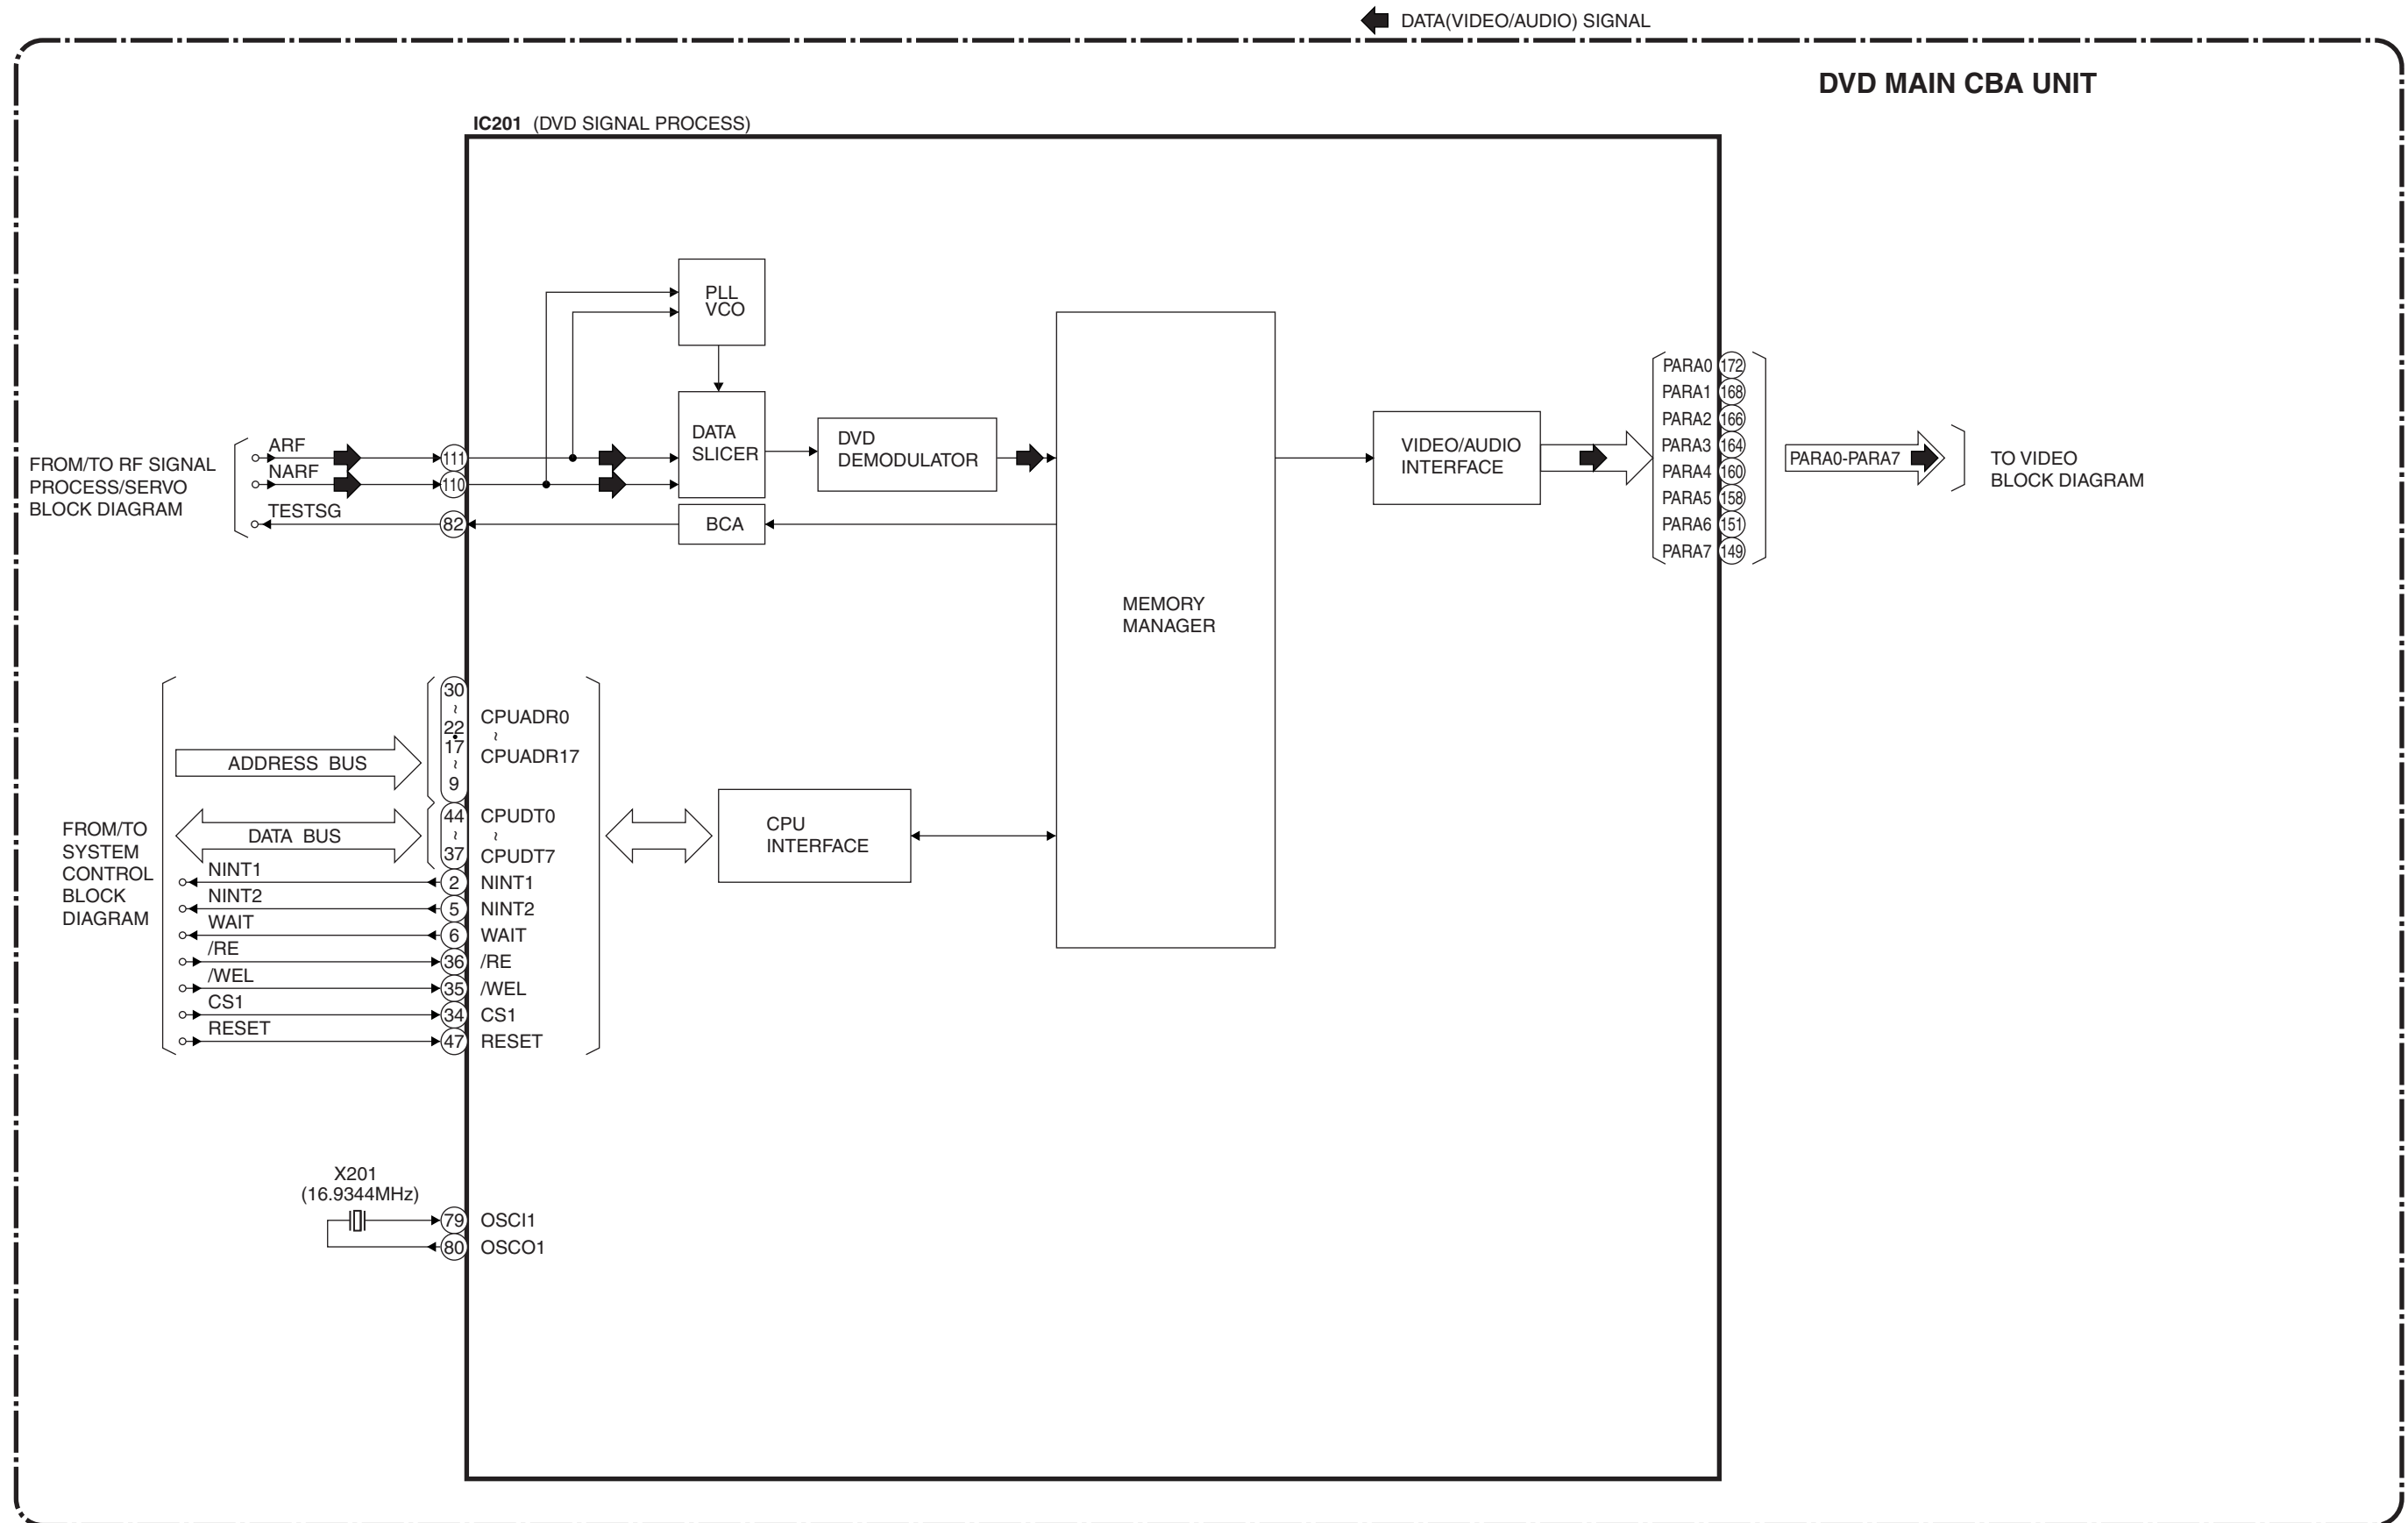 DATA(VIDEO/AUDIO) SIGNAL
DVD MAIN CBA UNIT
IC201 (DVD SIGNAL PROCESS)
PLL
VCO
DATA
SLICER
DVD
DEMODULATOR
BCA
MEMORY
MANAGER
VIDEO/AUDIO
INTERFACE
FROM/TO RF SIGNAL
PROCESS/SERVO
BLOCK DIAGRAM
ARF
NARF
TESTSG
111
110
82
PARA0 172
PARA1 168
PARA2 166
PARA3 164
PARA4 160
PARA5 158
PARA6 151
PARA7 149
PARA0-PARA7
TO VIDEO
BLOCK DIAGRAM
FROM/TO
SYSTEM
CONTROL
BLOCK
DIAGRAM
ADDRESS BUS
DATA BUS
30
~
22
17
~
9
CPUADR0
~
CPUADR17
44
~
37
CPUDT0
~
CPUDT7
NINT1 2 NINT1
NINT2 5 NINT2
WAIT 6 WAIT
/RE 36 /RE
/WEL 35 /WEL
CS1 34 CS1
RESET 47 RESET
CPU
INTERFACE
X201
(16.9344MHz)
79 OSCI1
80 OSCO1